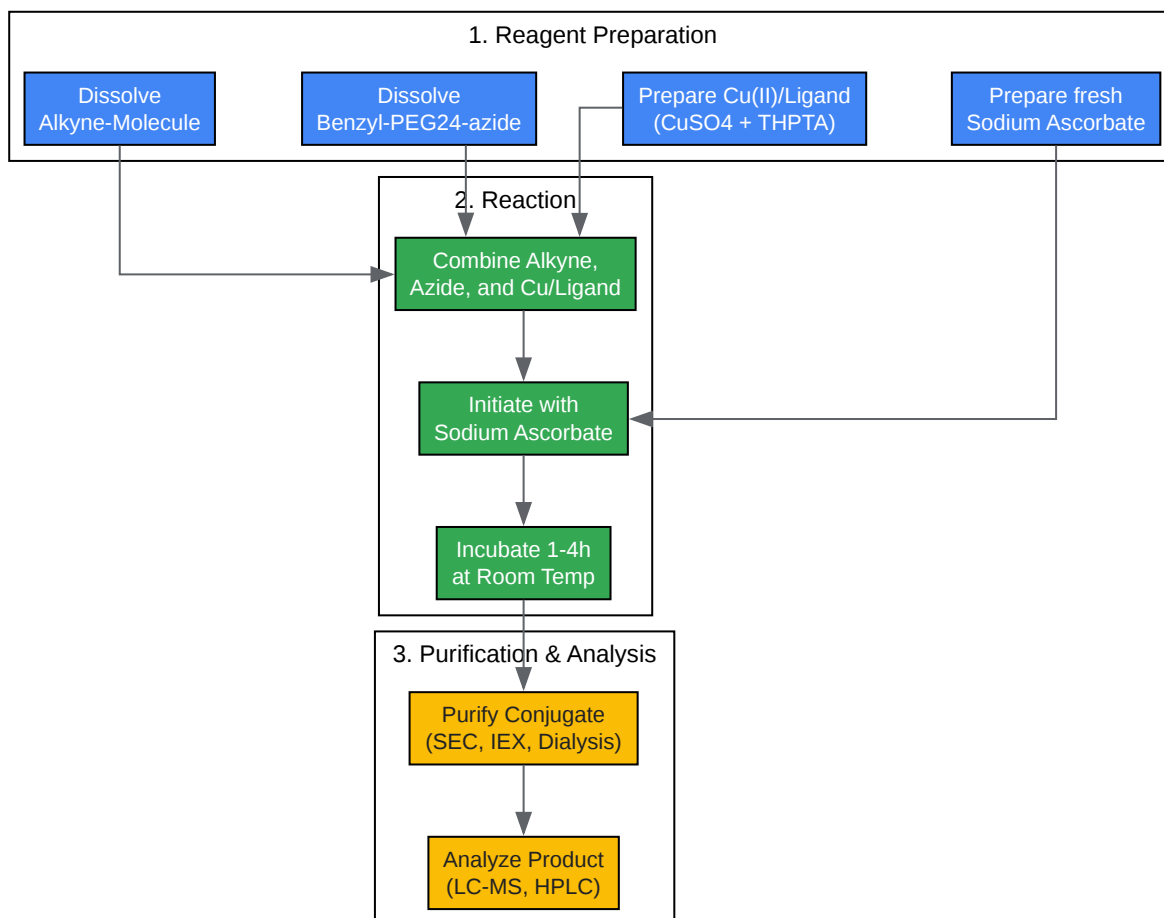 1. Reagent Preparation
Dissolve
Alkyne-Molecule
Dissolve
Benzyl-PEG24-azide
Prepare Cu(II)/Ligand
(CuSO4 + THPTA)
Prepare fresh
Sodium Ascorbate
2. Reaction
Combine Alkyne,
Azide, and Cu/Ligand
Initiate with
Sodium Ascorbate
Incubate 1-4h
at Room Temp
3. Purification & Analysis
Purify Conjugate
(SEC, IEX, Dialysis)
Analyze Product
(LC-MS, HPLC)